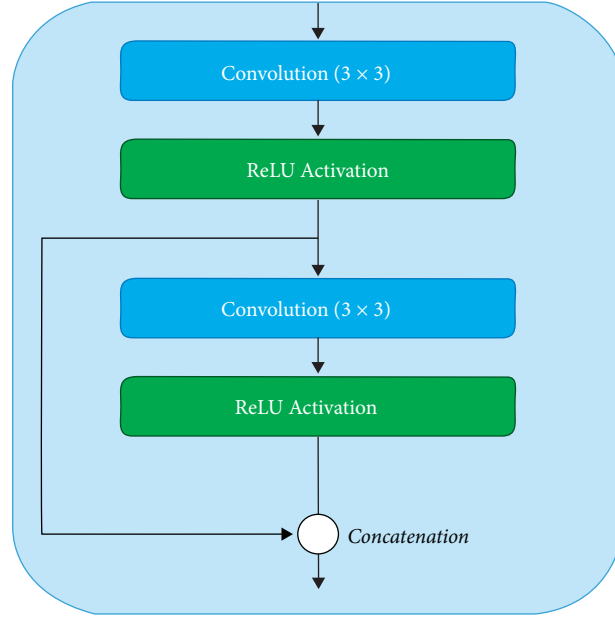 Convolution (3 × 3)
ReLU Activation
Convolution (3 × 3)
ReLU Activation
Concatenation